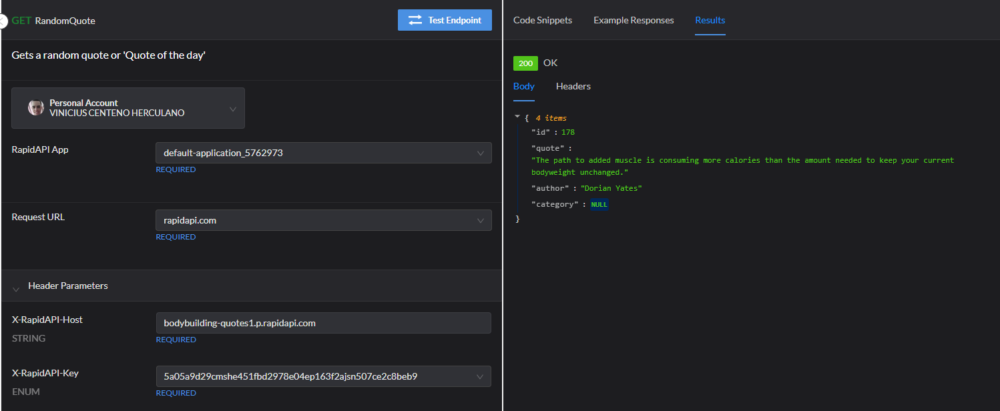 GET RandomQuote
Test Endpoint
Gets a random quote or 'Quote of the day'
Personal Account
VINICIUS CENTENO HERCULANO
RapidAPI App
default-application_5762973
REQUIRED
Request URL
rapidapi.com
REQUIRED
Header Parameters
X-RapidAPI-Host
bodybuilding-quotes1.p.rapidapi.com
STRING
REQUIRED
X-RapidAPI-Key
5a05a9d29cmshe451fbd2978e04ep163f2ajsn507ce2c8beb9
ENUM
REQUIRED
Code Snippets
Example Responses
Results
200 OK
Body
Headers
{ 4 items
"id" : 178
"quote" :
"The path to added muscle is consuming more calories than the amount needed to keep your current
bodyweight unchanged."
"author" : "Dorian Yates"
"category" : NULL
}